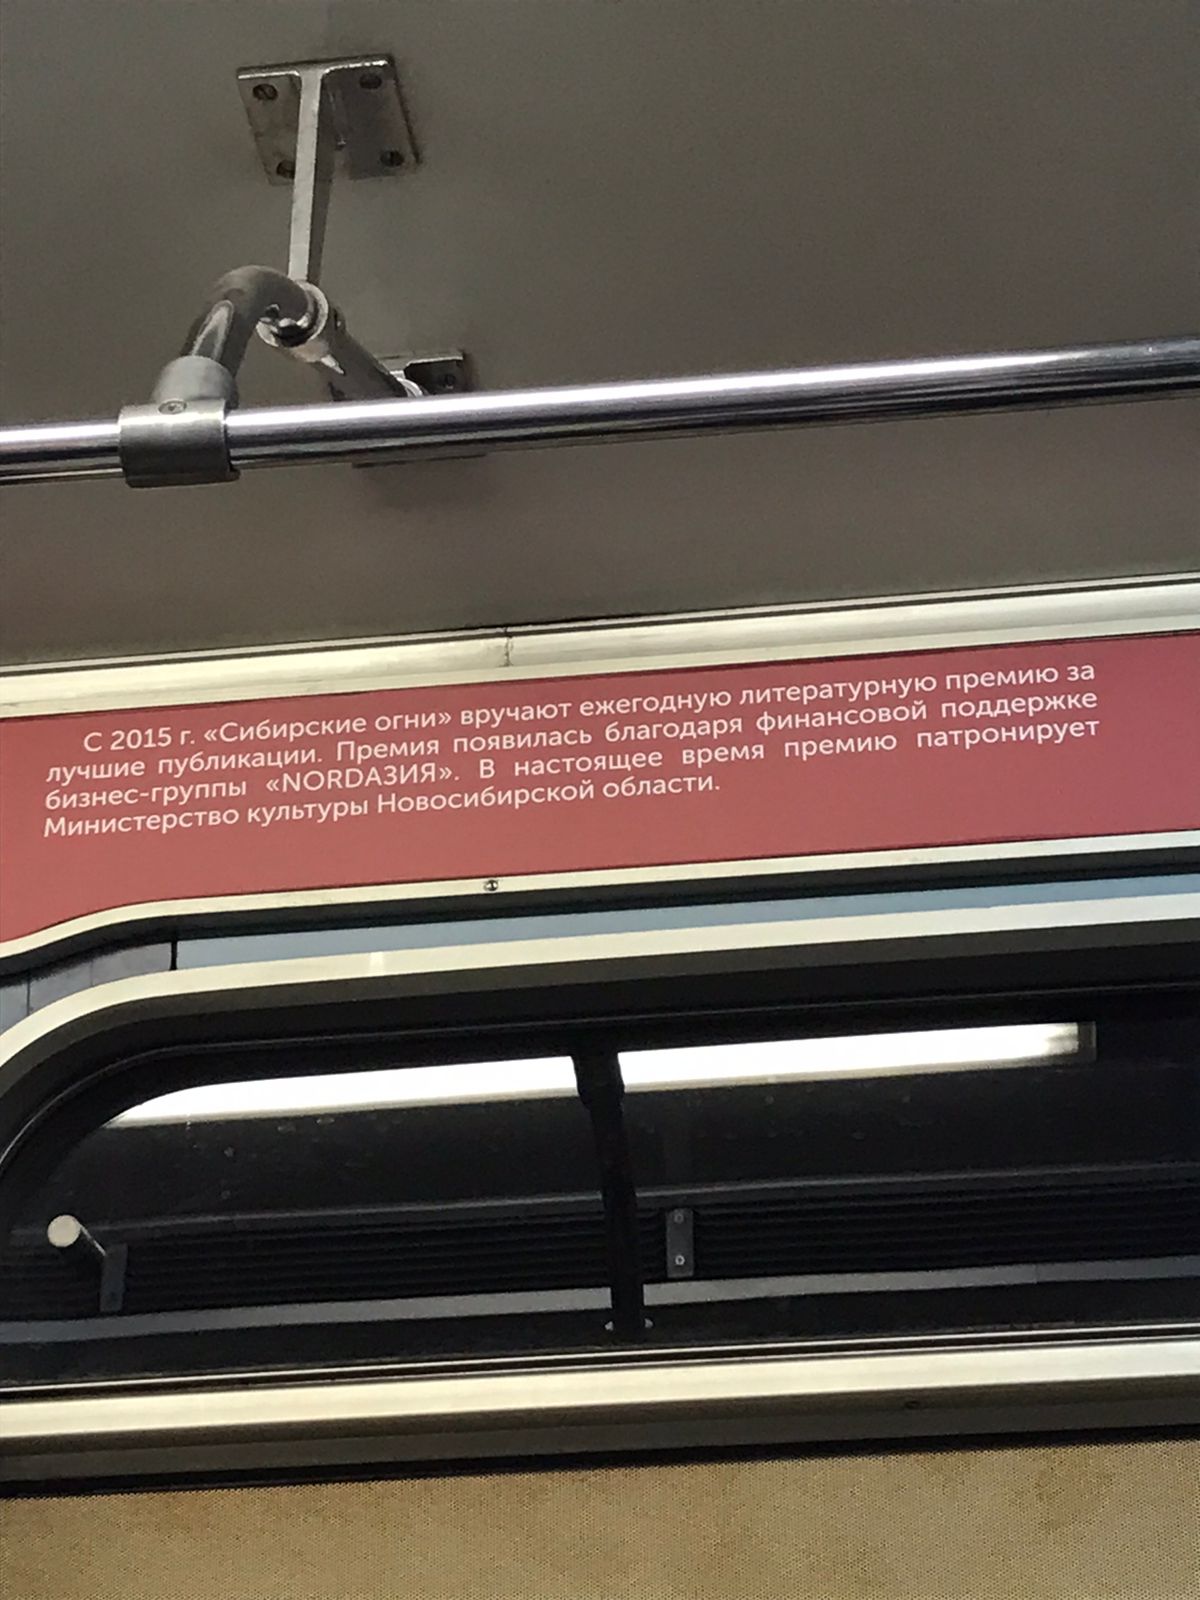 С 2015 г. «Сибирские огни» вручают ежегодную литературную премию за
лучшие публикации. Премия появилась благодаря финансовой поддержке
бизнес-группы «NORDАЗИЯ». В настоящее время премию патронирует
Министерство культуры Новосибирской области.